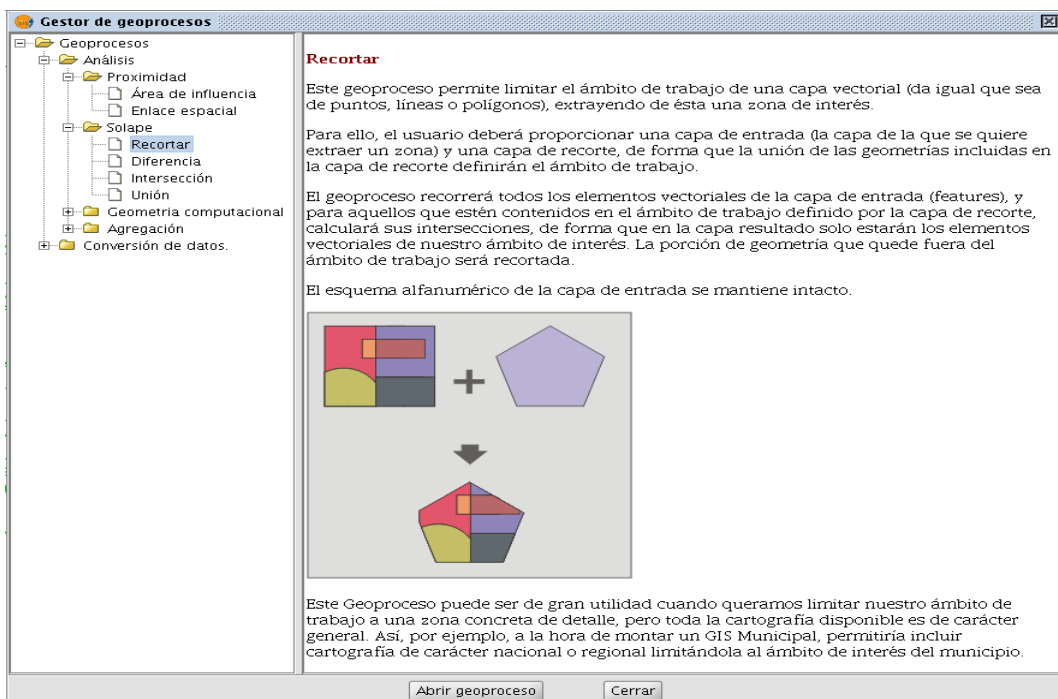 Gestor de geoprocesos
Geoprocesos
Análisis
Proximidad
Área de influencia
Enlace espacial
Solape
Recortar
Diferencia
Intersección
Unión
Geometria computacional
Agregación
Conversión de datos.
Recortar
Este geoproceso permite limitar el ámbito de trabajo de una capa vectorial (da igual que sea
de puntos, líneas o polígonos), extrayendo de ésta una zona de interés.
Para ello, el usuario deberá proporcionar una capa de entrada (la capa de la que se quiere
extraer un zona) y una capa de recorte, de forma que la unión de las geometrías incluidas en
la capa de recorte definirán el ámbito de trabajo.
El geoproceso recorrerá todos los elementos vectoriales de la capa de entrada (features), y
para aquellos que estén contenidos en el ámbito de trabajo definido por la capa de recorte,
calculará sus intersecciones, de forma que en la capa resultado solo estarán los elementos
vectoriales de nuestro ámbito de interés. La porción de geometría que quede fuera del
ámbito de trabajo será recortada.
El esquema alfanumérico de la capa de entrada se mantiene intacto.
Este Geoproceso puede ser de gran utilidad cuando queramos limitar nuestro ámbito de
trabajo a una zona concreta de detalle, pero toda la cartografía disponible es de carácter
general. Así, por ejemplo, a la hora de montar un GIS Municipal, permitiría incluir
cartografía de carácter nacional o regional limitándola al ámbito de interés del municipio.
Abrir geoproceso
Cerrar